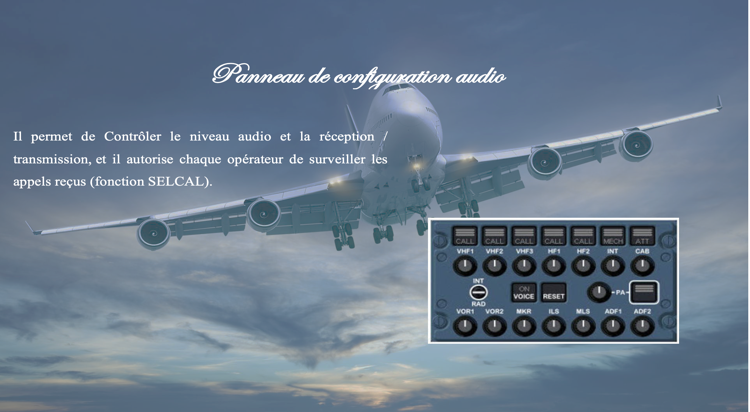 Panneau de configuration audio
Il permet de Contrôler le niveau audio et la réception /
transmission, et il autorise chaque opérateur de surveiller les
appels reçus (fonction SELCAL).
CALL CALL CALL CALL CALL MECH ATT
VHF1 VHF2 VHF3 HF1 HF2 INT CAB
INT
ON
VOICE RESET PA
RAD
VOR1 VOR2 MKR ILS MLS ADF1 ADF2